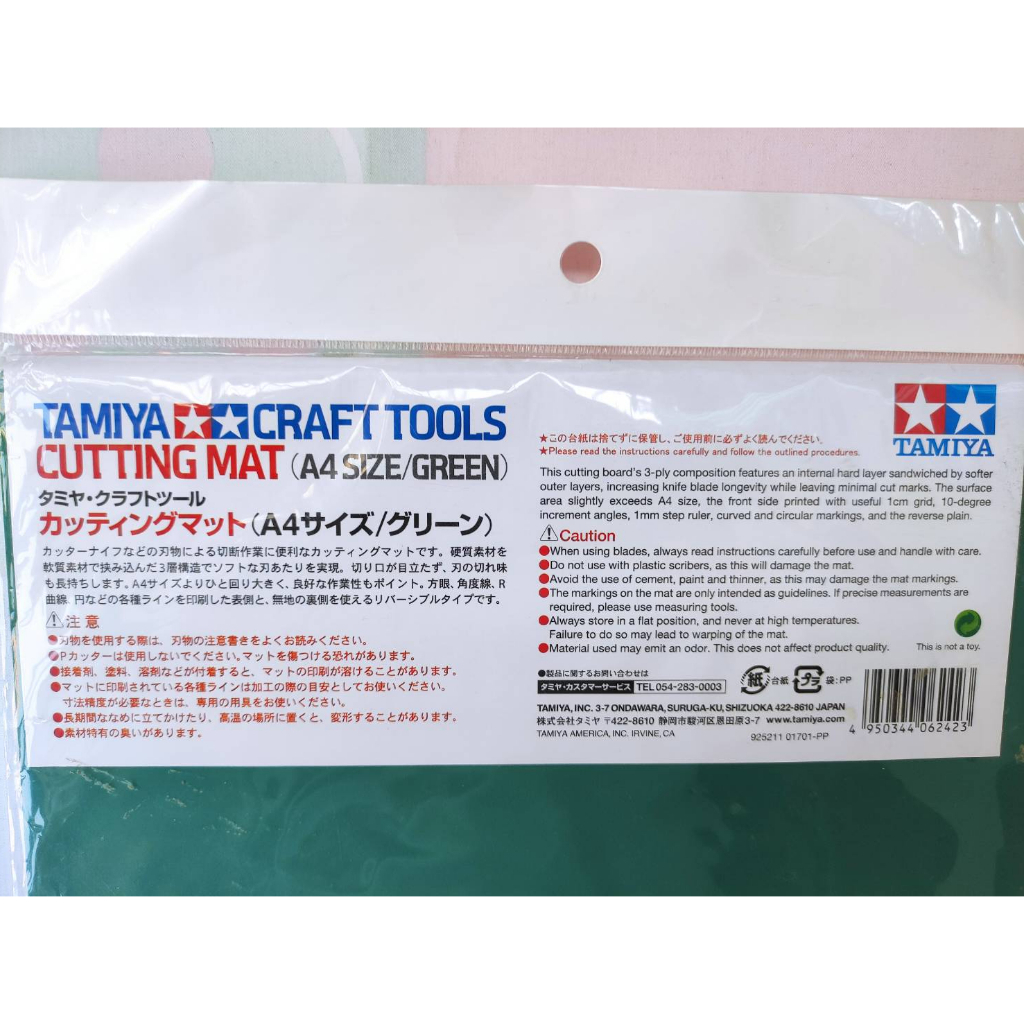 TAMIYA CRAFT TOOLS
CUTTING MAT (A4 SIZE/GREEN)
タミヤ・クラフトツール
カッティングマット（A4サイズ/グリーン）
カッターナイフなどの刃物による切断作業に便利なカッティングマットです。硬質素材を
軟質素材で挟み込んだ3層構造でソフトな刃あたりを実現。切り口が目立たず、刃の切れ味
も長持ちします。A4サイズよりひと回り大きく、良好な作業性もポイント。方眼、角度線、R
曲線、円などの各種ラインを印刷した表側と、無地の裏側を使えるリバーシブルタイプです。
⚠注意
●刃物を使用する際は、刃物の注意書きをよくお読みください。
●Pカッターは使用しないでください。マットを傷つける恐れがあります。
●接着剤、塗料、溶剤などが付着すると、マットの印刷が溶けることがあります。
●マットに印刷されている各種ラインは加工の際の目安としてお使いください。
寸法精度が必要なときは、専用の用具をお使いください。
●長期間ななめに立てかけたり、高温の場所に置くと、変形することがあります。
●素材特有の臭いがあります。
TAMIYA
★この台紙は捨てずに保管し、ご使用前に必ずよく読んでください。
★Please read the instructions carefully and follow the outlined procedures.
This cutting board's 3-ply composition features an internal hard layer sandwiched by softer
outer layers, increasing knife blade longevity while leaving minimal cut marks. The surface
area slightly exceeds A4 size, the front side printed with useful 1cm grid, 10-degree
increment angles, 1mm step ruler, curved and circular markings, and the reverse plain.
⚠Caution
●When using blades, always read instructions carefully before use and handle with care.
●Do not use with plastic scribers, as this will damage the mat.
●Avoid the use of cement, paint and thinner, as this may damage the mat markings.
●The markings on the mat are only intended as guidelines. If precise measurements are
required, please use measuring tools.
●Always store in a flat position, and never at high temperatures.
Failure to do so may lead to warping of the mat.
●Material used may emit an odor. This does not affect product quality.
This is not a toy.
●製品に関するお問い合わせは
タミヤ・カスタマーサービス TEL054-283-0003
紙 台紙 プラ 袋:PP
TAMIYA, INC. 3-7 ONDAWARA, SURUGA-KU, SHIZUOKA 422-8610 JAPAN
株式会社タミヤ 〒422-8610 静岡市駿河区恩田原3-7 www.tamiya.com
TAMIYA AMERICA, INC. IRVINE, CA
925211 01701-PP
4 950344 062423